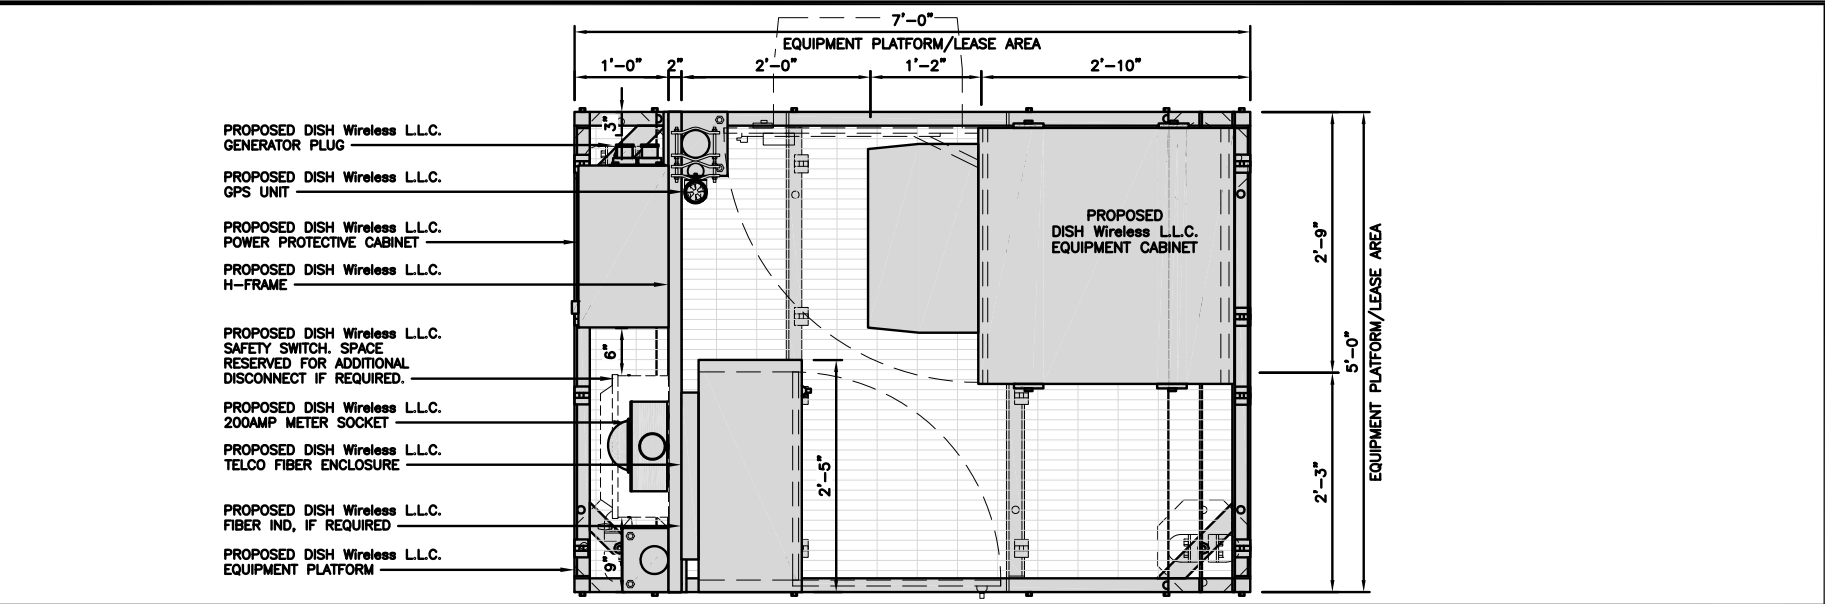 7'-0"
EQUIPMENT PLATFORM/LEASE AREA
1'-0"
2"
2'-0"
1'-2"
2'-10"
PROPOSED DISH Wireless L.L.C.
GENERATOR PLUG
3"
PROPOSED DISH Wireless L.L.C.
GPS UNIT
PROPOSED DISH Wireless L.L.C.
POWER PROTECTIVE CABINET
PROPOSED DISH Wireless L.L.C.
H-FRAME
PROPOSED DISH Wireless L.L.C.
SAFETY SWITCH. SPACE
RESERVED FOR ADDITIONAL
DISCONNECT IF REQUIRED.
6"
PROPOSED DISH Wireless L.L.C.
200AMP METER SOCKET
PROPOSED DISH Wireless L.L.C.
TELCO FIBER ENCLOSURE
PROPOSED DISH Wireless L.L.C.
FIBER IND, IF REQUIRED
PROPOSED DISH Wireless L.L.C.
EQUIPMENT PLATFORM
9"
2'-5"
PROPOSED
DISH Wireless L.L.C.
EQUIPMENT CABINET
2'-9"
2'-3"
5'-0"
EQUIPMENT PLATFORM/LEASE AREA